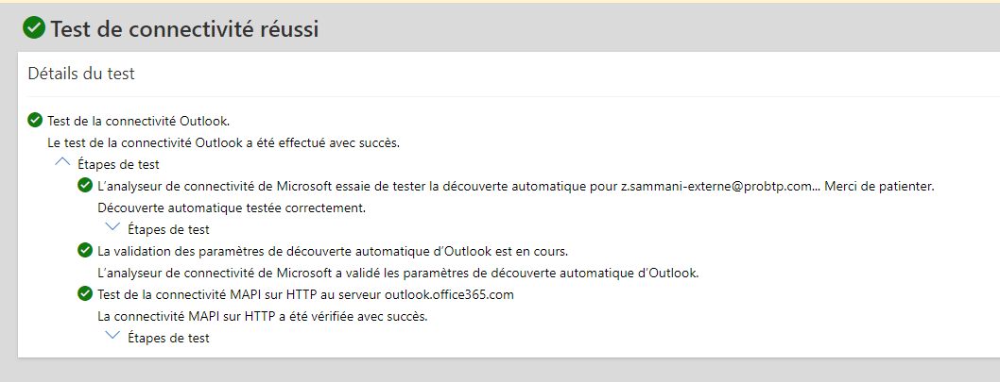 Test de connectivité réussi
Détails du test
Test de la connectivité Outlook.
Le test de la connectivité Outlook a été effectué avec succès.
Étapes de test
L'analyseur de connectivité de Microsoft essaie de tester la découverte automatique pour z.sammani-externe@probtp.com... Merci de patienter.
Découverte automatique testée correctement.
Étapes de test
La validation des paramètres de découverte automatique d'Outlook est en cours.
L'analyseur de connectivité de Microsoft a validé les paramètres de découverte automatique d'Outlook.
Test de la connectivité MAPI sur HTTP au serveur outlook.office365.com
La connectivité MAPI sur HTTP a été vérifiée avec succès.
Étapes de test